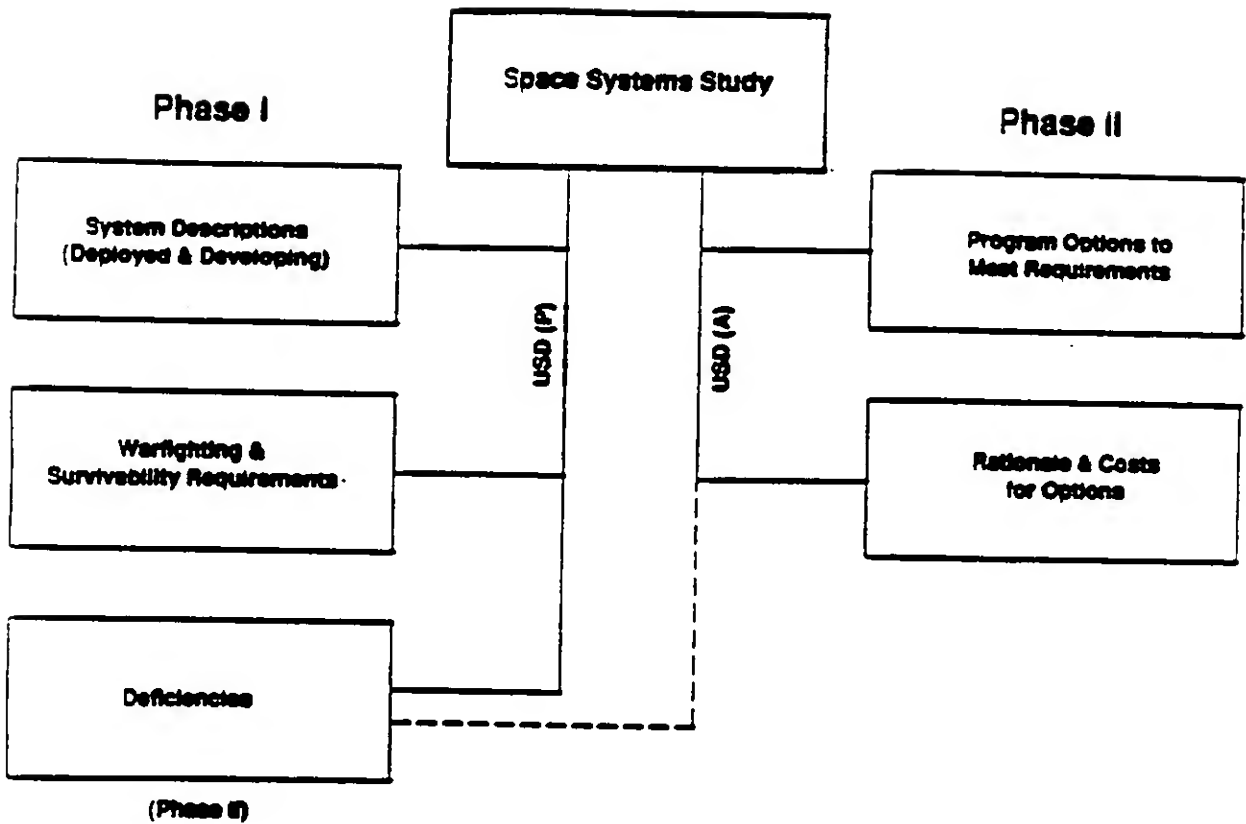 Space Systems Study
Phase I
System Descriptions
(Deployed & Developing)
Warfighting &
Survivability Requirements
Deficiencies
(Phase II)
USD (P)
USD (A)
Phase II
Program Options to
Meet Requirements
Rationale & Costs
for Options